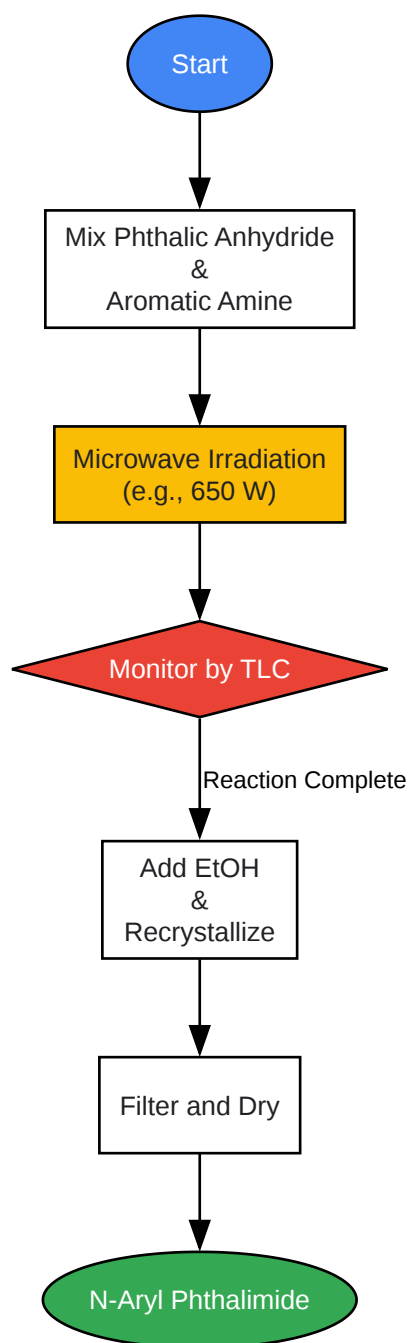 Start
Mix Phthalic Anhydride
&
Aromatic Amine
Microwave Irradiation
(e.g., 650 W)
Monitor by TLC
Reaction Complete
Add EtOH
&
Recrystallize
Filter and Dry
N-Aryl Phthalimide